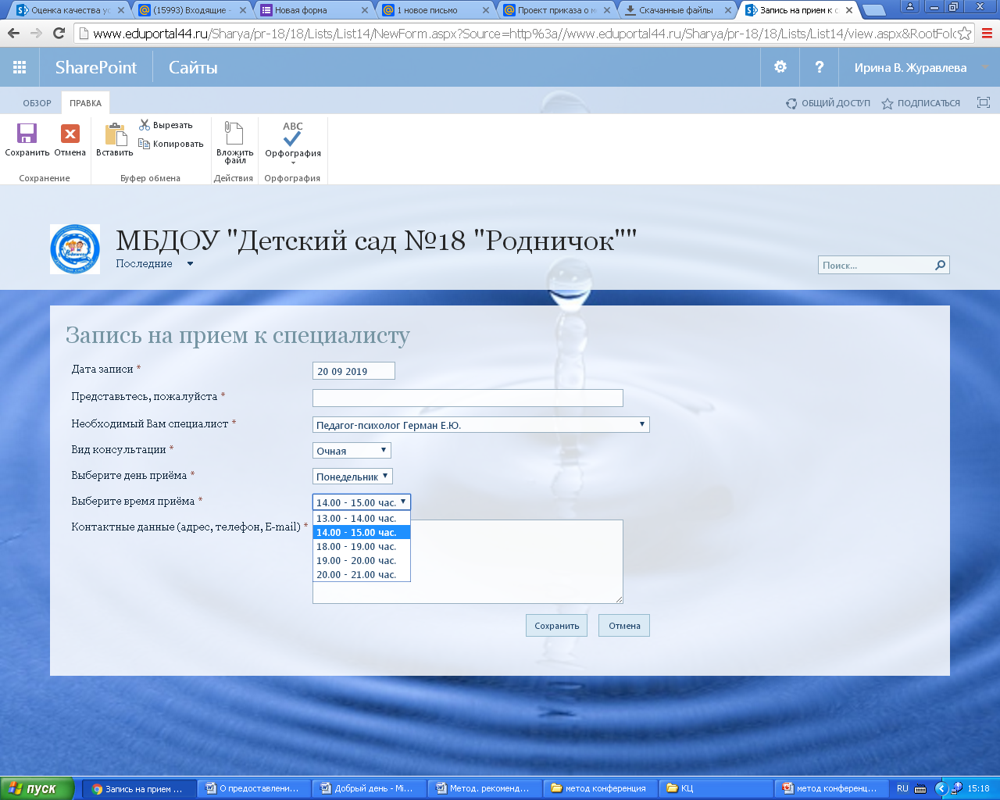 Оценка качества ус
(15993) Входящие -
Новая форма
1 новое письмо
Проект приказа о м
Скачанные файлы
Запись на прием к с
www.eduportal44.ru/Sharya/pr-18/18/Lists/List14/NewForm.aspx?Source=http%3a//www.eduportal44.ru/Sharya/pr-18/18/Lists/List14/view.aspx&RootFol
SharePoint Сайты ? Ирина В. Журавлева
ОБЗОР ПРАВКА ОБЩИЙ ДОСТУП ПОДПИСАТЬСЯ
Сохранить Отмена Вставить Вырезать Копировать Вложить файл ABC Орфография
Сохранение Буфер обмена Действия Орфография
МБДОУ "Детский сад №18 "Родничок""
Последние
Поиск...
Запись на прием к специалисту
Дата записи * 20 09 2019
Представьтесь, пожалуйста *
Необходимый Вам специалист * Педагог-психолог Герман Е.Ю.
Вид консультации * Очная
Выберите день приёма * Понедельник
Выберите время приёма * 14.00 - 15.00 час.
13.00 - 14.00 час.
14.00 - 15.00 час.
18.00 - 19.00 час.
19.00 - 20.00 час.
20.00 - 21.00 час.
Контактные данные (адрес, телефон, E-mail) *
Сохранить Отмена
пуск Запись на прием ... О предоставлени... Добрый день - Mi... Метод. рекоменд... метод конференция КЦ метод конференц... RU 15:18